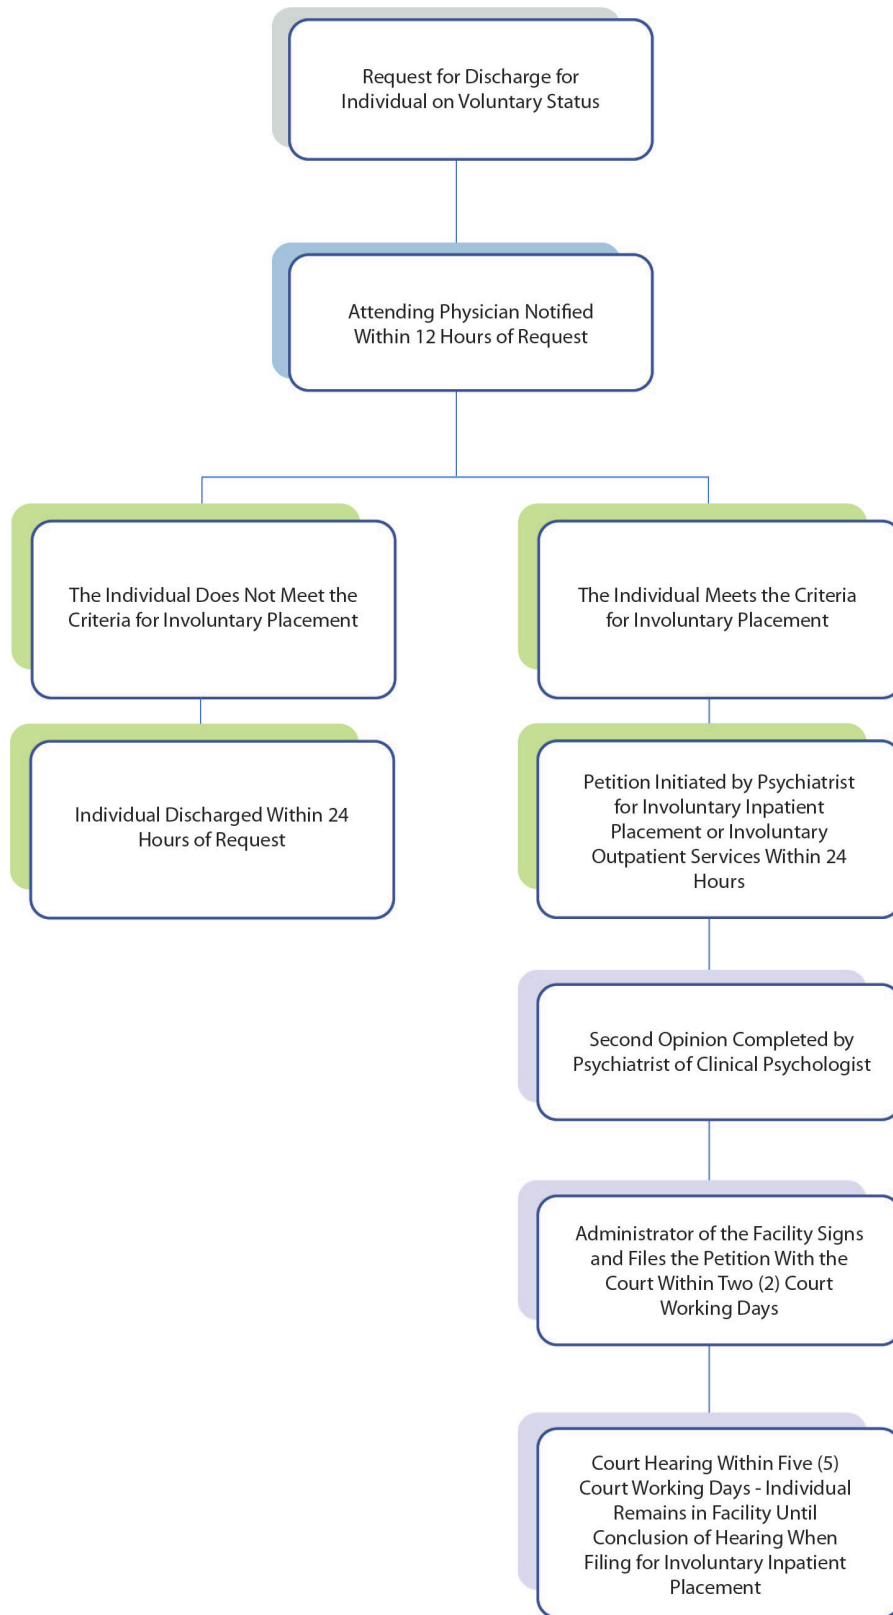 Request for Discharge for
Individual on Voluntary Status
Attending Physician Notified
Within 12 Hours of Request
The Individual Does Not Meet the
Criteria for Involuntary Placement
The Individual Meets the Criteria
for Involuntary Placement
Individual Discharged Within 24
Hours of Request
Petition Initiated by Psychiatrist
for Involuntary Inpatient
Placement or Involuntary
Outpatient Services Within 24
Hours
Second Opinion Completed by
Psychiatrist of Clinical Psychologist
Administrator of the Facility Signs
and Files the Petition With the
Court Within Two (2) Court
Working Days
Court Hearing Within Five (5)
Court Working Days - Individual
Remains in Facility Until
Conclusion of Hearing When
Filing for Involuntary Inpatient
Placement